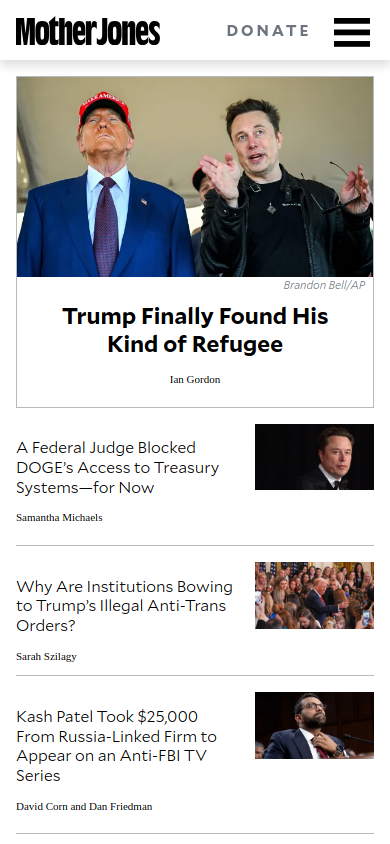 Mother Jones
DONATE
MAKE AMERICA
Brandon Bell/AP
Trump Finally Found His
Kind of Refugee
Ian Gordon
A Federal Judge Blocked
DOGE’s Access to Treasury
Systems—for Now
Samantha Michaels
Why Are Institutions Bowing
to Trump’s Illegal Anti-Trans
Orders?
Sarah Szilagy
Kash Patel Took $25,000
From Russia-Linked Firm to
Appear on an Anti-FBI TV
Series
David Corn and Dan Friedman